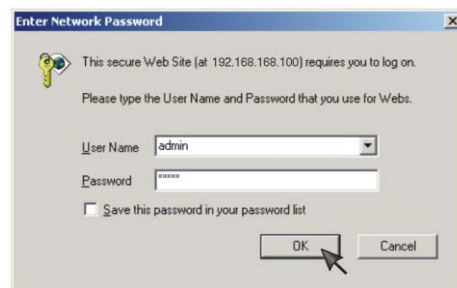 Enter Network Password
This secure Web Site (at 192.168.168.100) requires you to log on.
Please type the User Name and Password that you use for Webs.
User Name admin
Password xxxxx
Save this password in your password list
OK Cancel